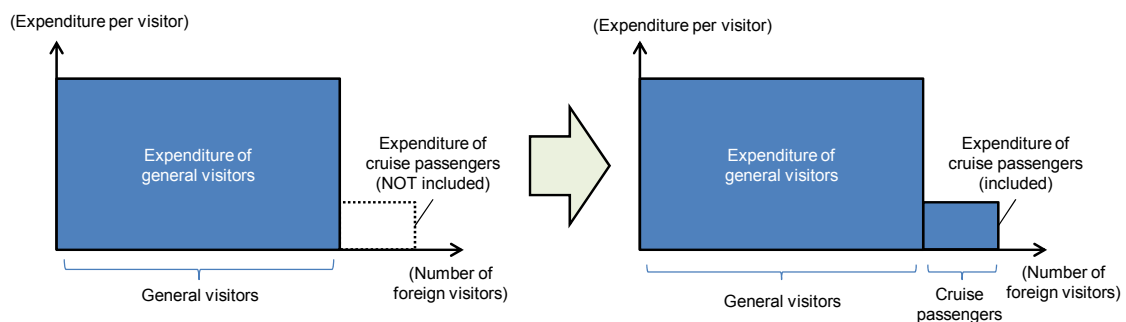 (Expenditure per visitor)
Expenditure of
general visitors
Expenditure of
cruise passengers
(NOT included)
General visitors
(Number of
foreign visitors)
(Expenditure per visitor)
Expenditure of
general visitors
Expenditure of
cruise passengers
(included)
General visitors
Cruise
passengers
(Number of
foreign visitors)